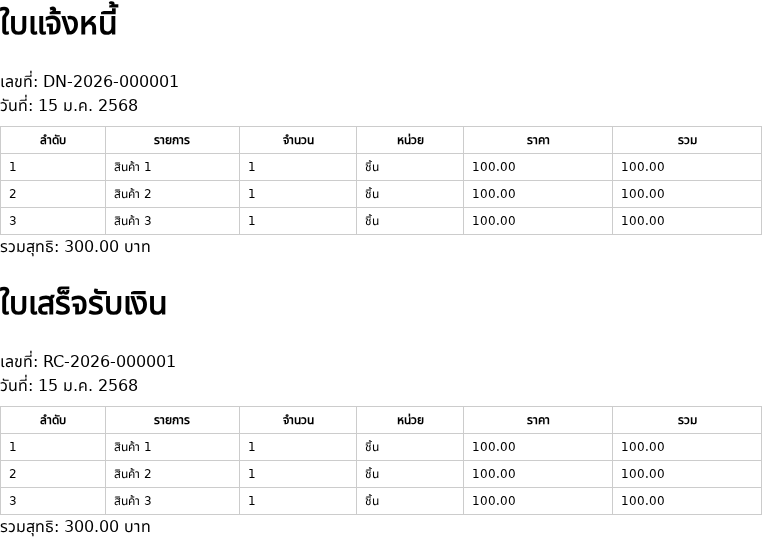 ใบแจ้งหนี้
เลขที่: DN-2026-000001
วันที่: 15 ม.ค. 2568
ลำดับ รายการ จำนวน หน่วย ราคา รวม
1 สินค้า 1 1 ชิ้น 100.00 100.00
2 สินค้า 2 1 ชิ้น 100.00 100.00
3 สินค้า 3 1 ชิ้น 100.00 100.00
รวมสุทธิ: 300.00 บาท
ใบเสร็จรับเงิน
เลขที่: RC-2026-000001
วันที่: 15 ม.ค. 2568
ลำดับ รายการ จำนวน หน่วย ราคา รวม
1 สินค้า 1 1 ชิ้น 100.00 100.00
2 สินค้า 2 1 ชิ้น 100.00 100.00
3 สินค้า 3 1 ชิ้น 100.00 100.00
รวมสุทธิ: 300.00 บาท